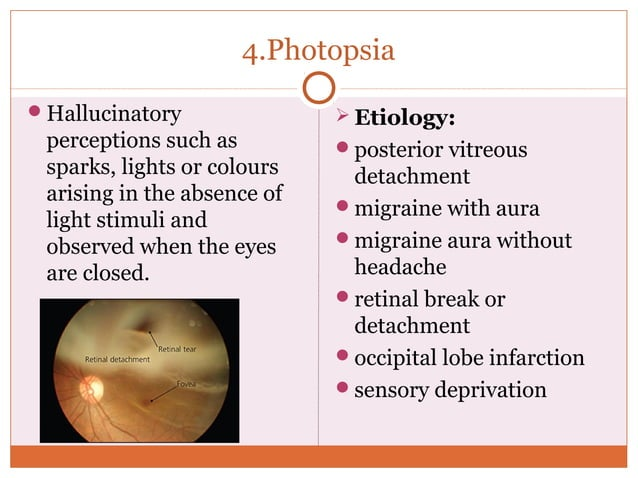 4.Photopsia
Hallucinatory
perceptions such as
sparks, lights or colours
arising in the absence of
light stimuli and
observed when the eyes
are closed.
Retinal tear
Retinal detachment
Fovea
Etiology:
posterior vitreous
detachment
migraine with aura
migraine aura without
headache
retinal break or
detachment
occipital lobe infarction
sensory deprivation